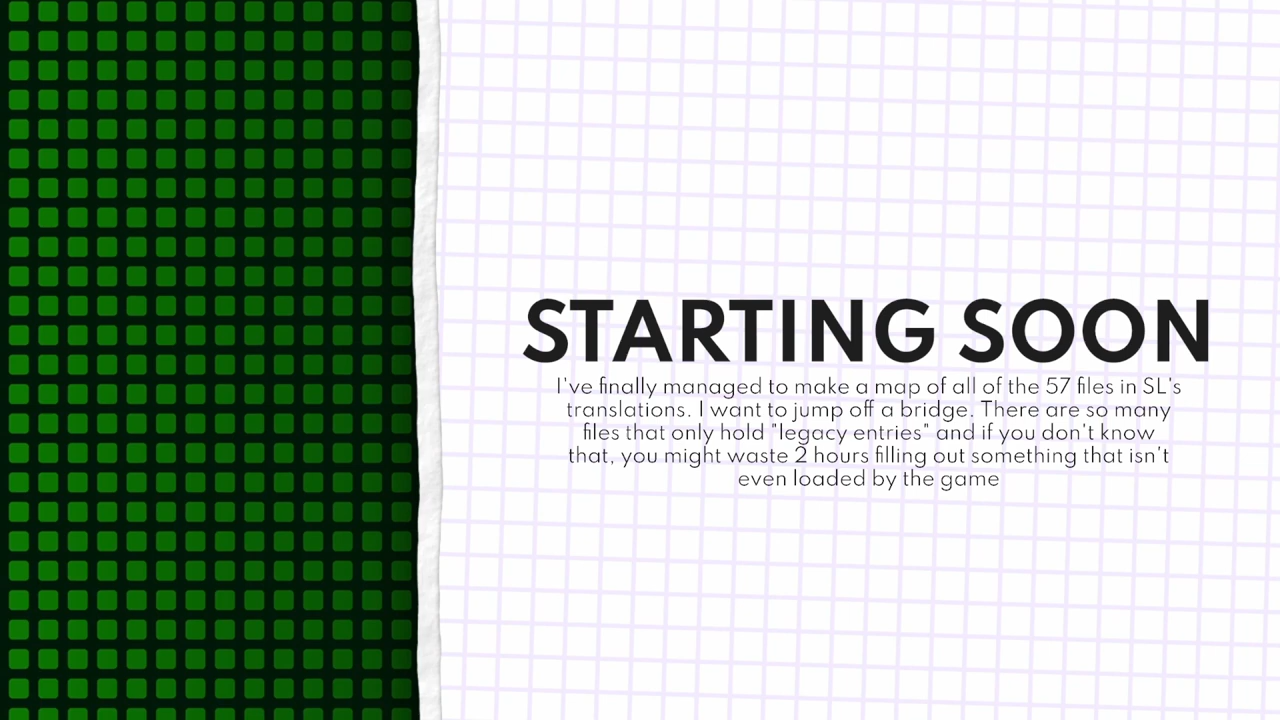 STARTING SOON
I've finally managed to make a map of all of the 57 files in SL's
translations. I want to jump off a bridge. There are so many
files that only hold "legacy entries" and if you don't know
that, you might waste 2 hours filling out something that isn't
even loaded by the game